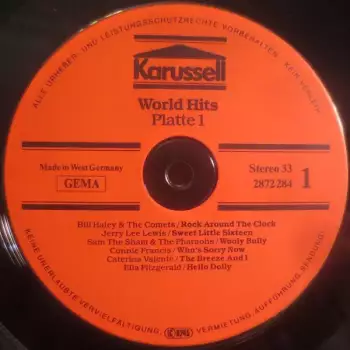 ALLE URHEBER- UND LEISTUNGSSCHUTZRECHTE VORBEHALTEN.
KEIN VERLEIH!
Karussell
World Hits
Platte 1
Made in West Germany
GEMA
Stereo 33
2872 284
1
Bill Haley & The Comets/Rock Around The Clock
Jerry Lee Lewis/Sweet Little Sixteen
Sam The Sham & The Pharaohs/Wooly Bully
Connie Francis/Who's Sorry Now
Caterina Valente/The Breeze And I
Ella Fitzgerald/Hello Dolly
KEINE UNERLAUBTE VERVIELFÄLTIGUNG,
VERMIETUNG, AUFFÜHRUNG, SENDUNG!